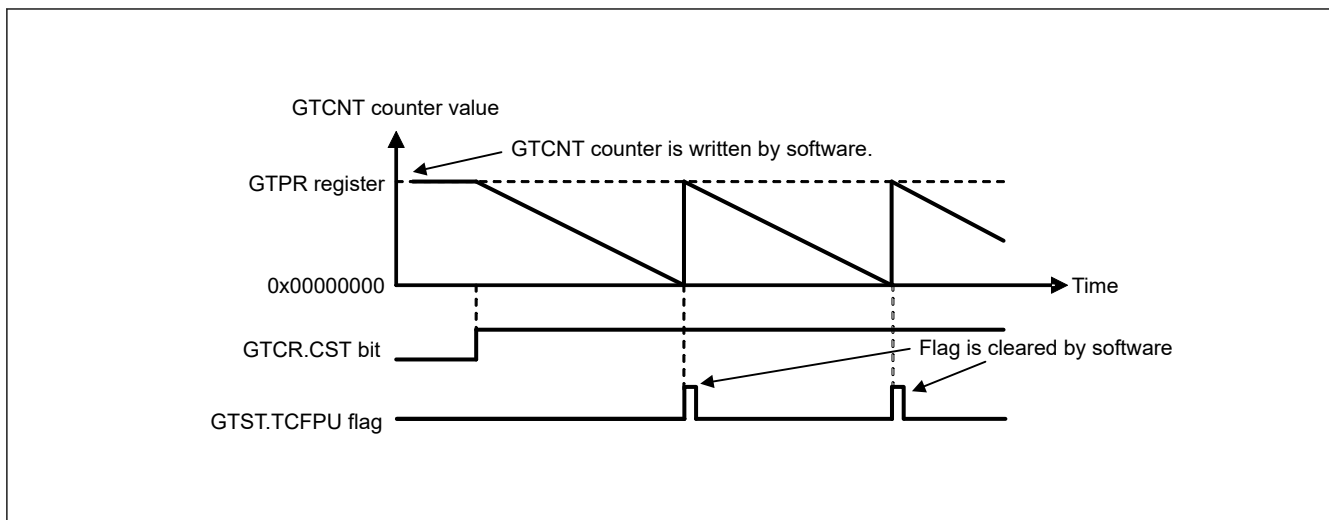 GTCNT counter value
GTCNT counter is written by software.
GTPR register
0x00000000
Time
GTCR.CST bit
Flag is cleared by software
GTST.TCFPU flag